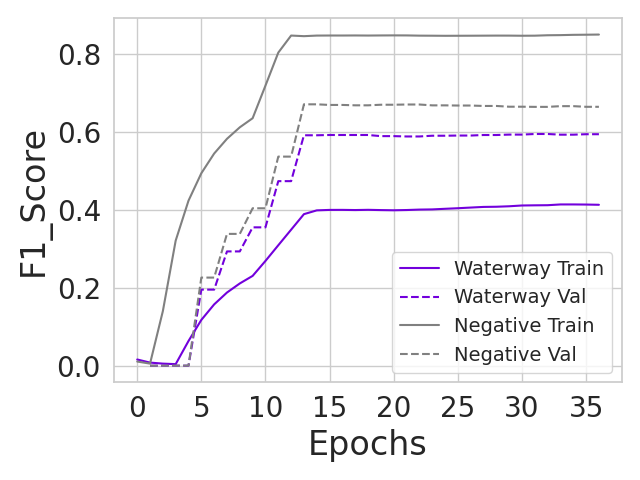 F1_Score
0.8
0.6
0.4
0.2
0.0
0 5 10 15 20 25 30 35
Epochs
Waterway Train
Waterway Val
Negative Train
Negative Val